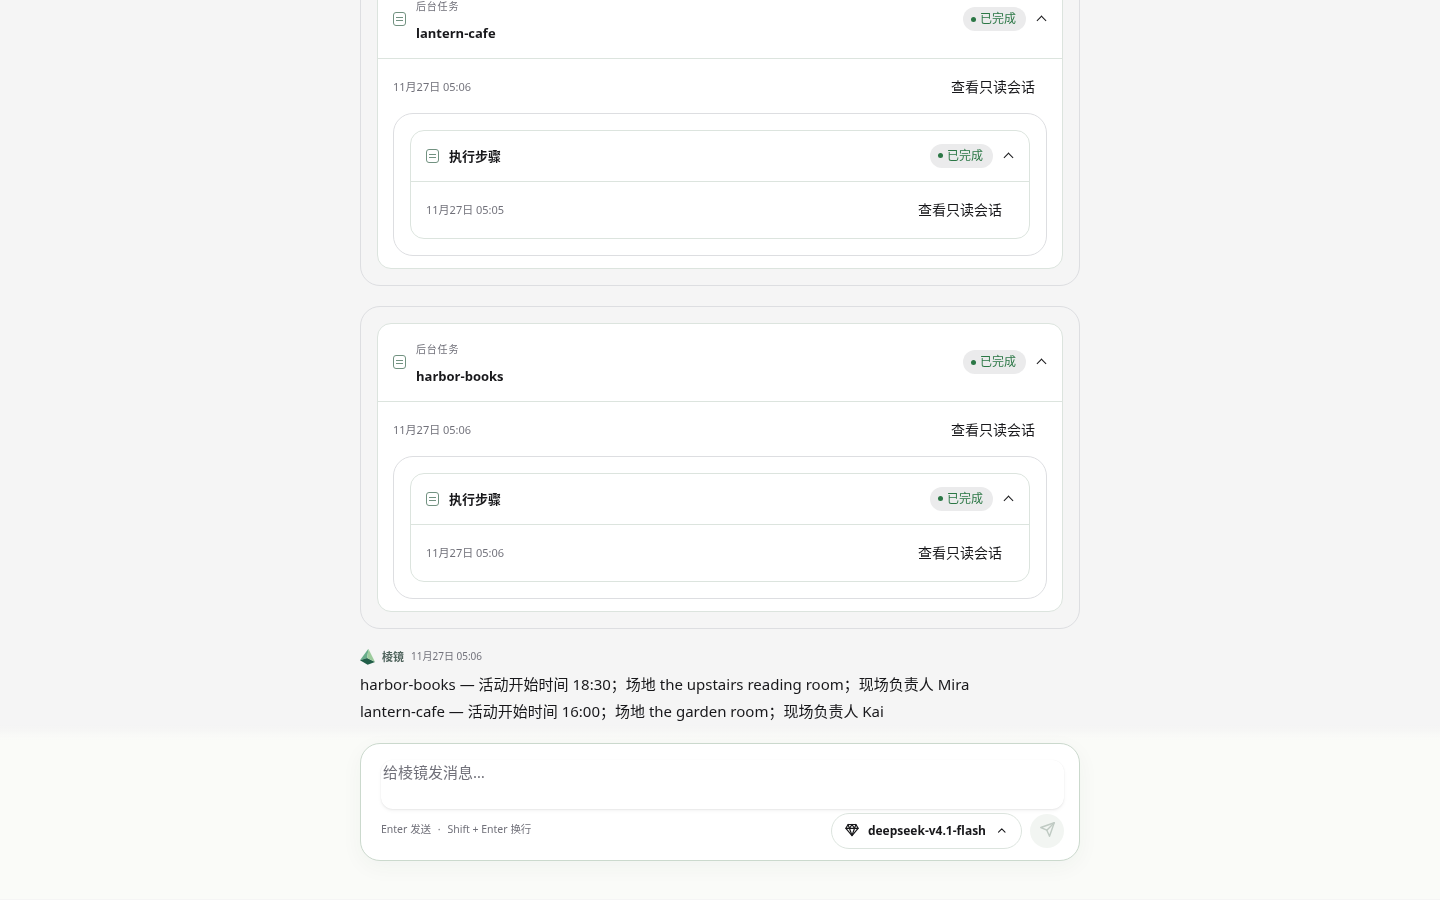 后台任务
lantern-cafe
已完成
11月27日 05:06
查看只读会话
执行步骤
已完成
11月27日 05:05
查看只读会话
后台任务
harbor-books
已完成
11月27日 05:06
查看只读会话
执行步骤
已完成
11月27日 05:06
查看只读会话
棱镜 11月27日 05:06
harbor-books — 活动开始时间 18:30；场地 the upstairs reading room；现场负责人 Mira
lantern-cafe — 活动开始时间 16:00；场地 the garden room；现场负责人 Kai
给棱镜发消息...
Enter 发送 · Shift + Enter 换行
deepseek-v4.1-flash